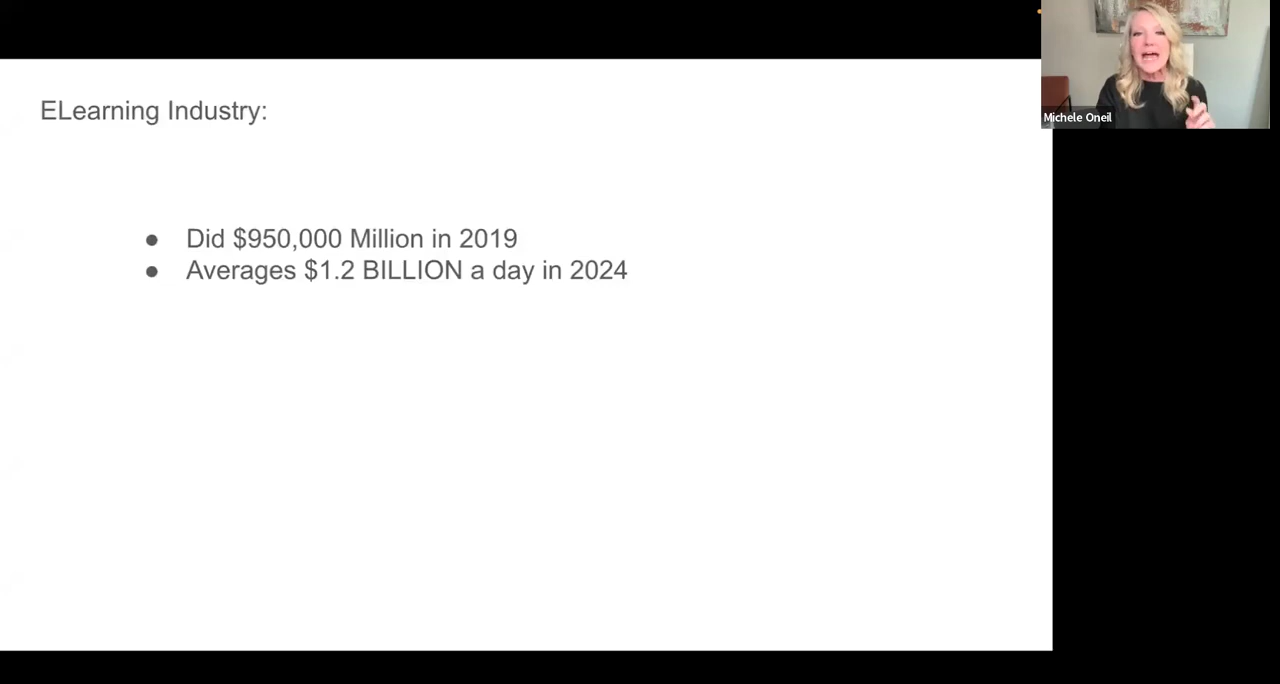 ELearning Industry:
● Did $950,000 Million in 2019
● Averages $1.2 BILLION a day in 2024
Michele Oneil